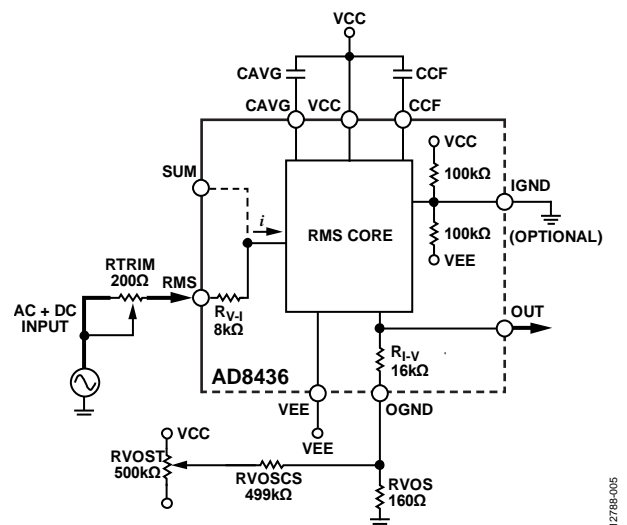 VCC
CAVG
CCF
CAVG
VCC
CCF
SUM
i
VCC
100kΩ
IGND
RMS CORE
100kΩ
(OPTIONAL)
VEE
RTRIM
200Ω
RMS
AC + DC
INPUT
RV-I
8kΩ
OUT
RI-V
16kΩ
AD8436
VEE
OGND
VEE
VCC
RVOST
500kΩ
RVOSCS
499kΩ
RVOS
160Ω
12788-005